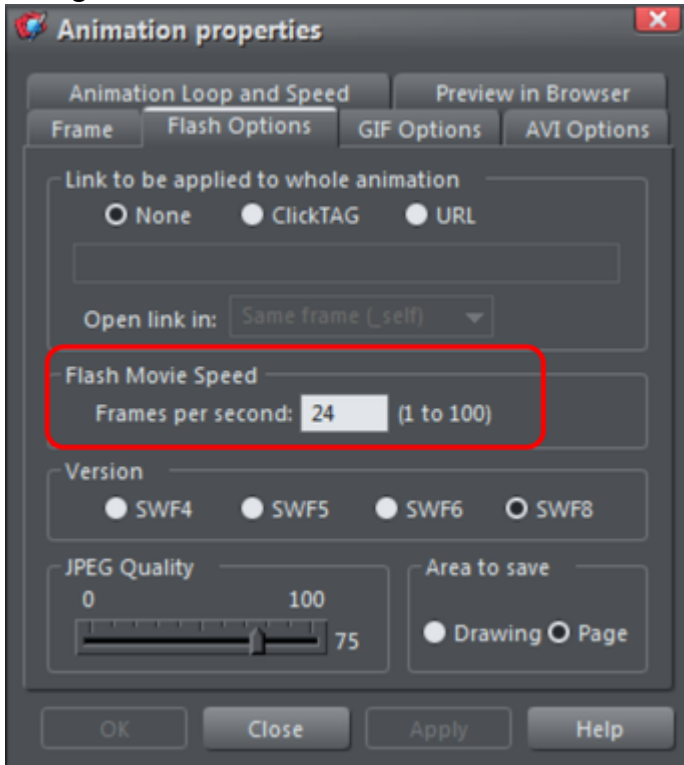 Animation properties
Animation Loop and Speed Preview in Browser
Frame Flash Options GIF Options AVI Options
Link to be applied to whole animation
None ClickTAG URL
Open link in: Same frame (_self)
Flash Movie Speed
Frames per second: 24 (1 to 100)
Version
SWF4 SWF5 SWF6 SWF8
JPEG Quality Area to save
0 100
75 Drawing Page
OK Close Apply Help